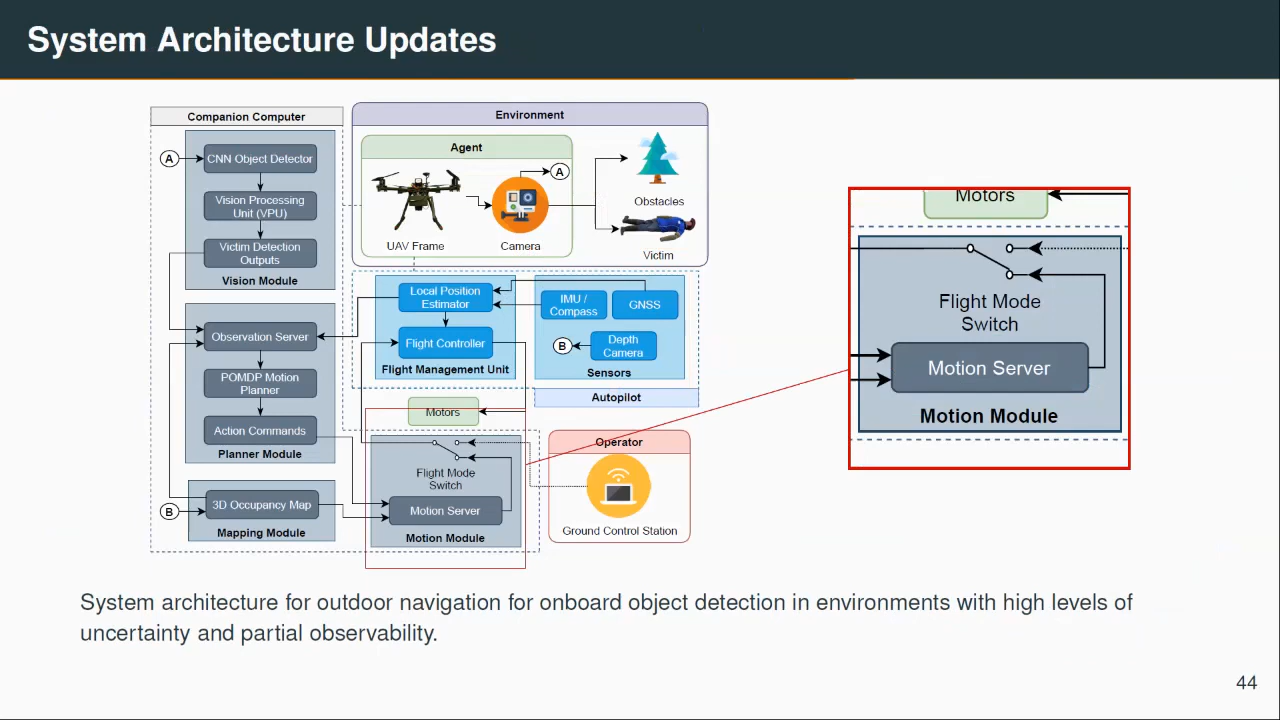 System Architecture Updates
Companion Computer
A
CNN Object Detector
Vision Processing
Unit (VPU)
Victim Detection
Outputs
Vision Module
Observation Server
POMDP Motion
Planner
Action Commands
Planner Module
B
3D Occupancy Map
Mapping Module
Environment
Agent
A
UAV Frame
Camera
Obstacles
Victim
Local Position
Estimator
Flight Controller
Flight Management Unit
IMU /
Compass
GNSS
B
Depth
Camera
Sensors
Autopilot
Motors
Flight Mode
Switch
Motion Server
Motion Module
Operator
Ground Control Station
Motors
Flight Mode
Switch
Motion Server
Motion Module
System architecture for outdoor navigation for onboard object detection in environments with high levels of
uncertainty and partial observability.
44